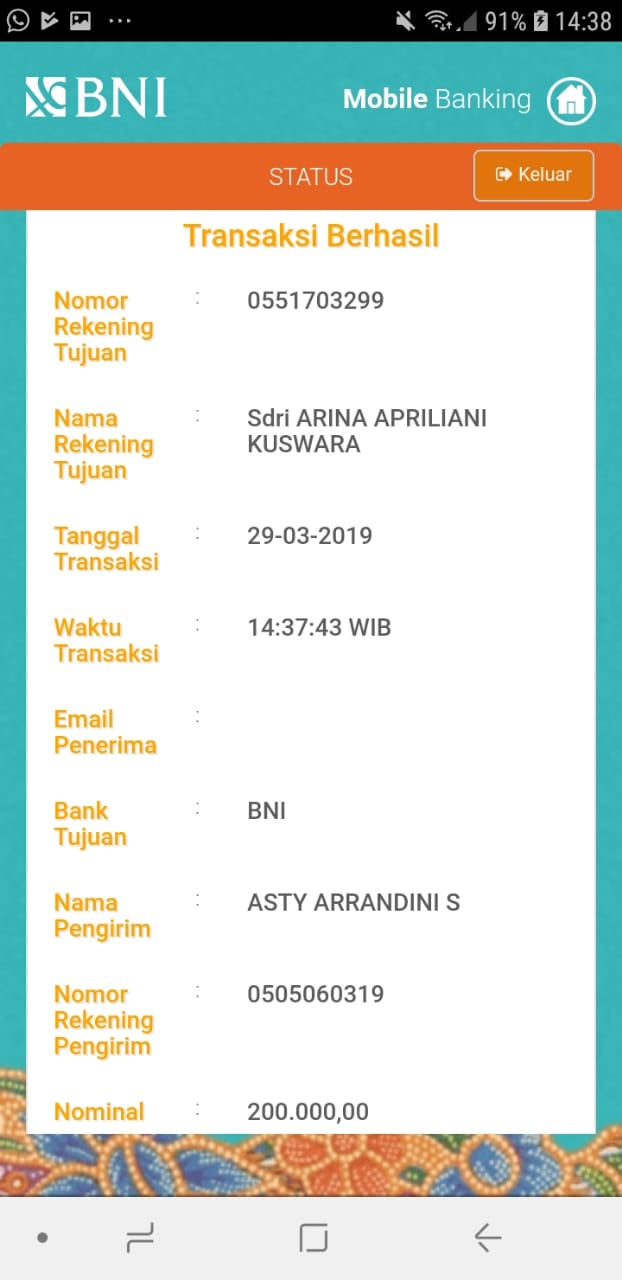 91% 14:38
BNI Mobile Banking
STATUS Keluar
Transaksi Berhasil
Nomor : 0551703299
Rekening
Tujuan
Nama : Sdri ARINA APRILIANI
Rekening KUSWARA
Tujuan
Tanggal : 29-03-2019
Transaksi
Waktu : 14:37:43 WIB
Transaksi
Email :
Penerima
Bank : BNI
Tujuan
Nama : ASTY ARRANDINI S
Pengirim
Nomor : 0505060319
Rekening
Pengirim
Nominal : 200.000,00